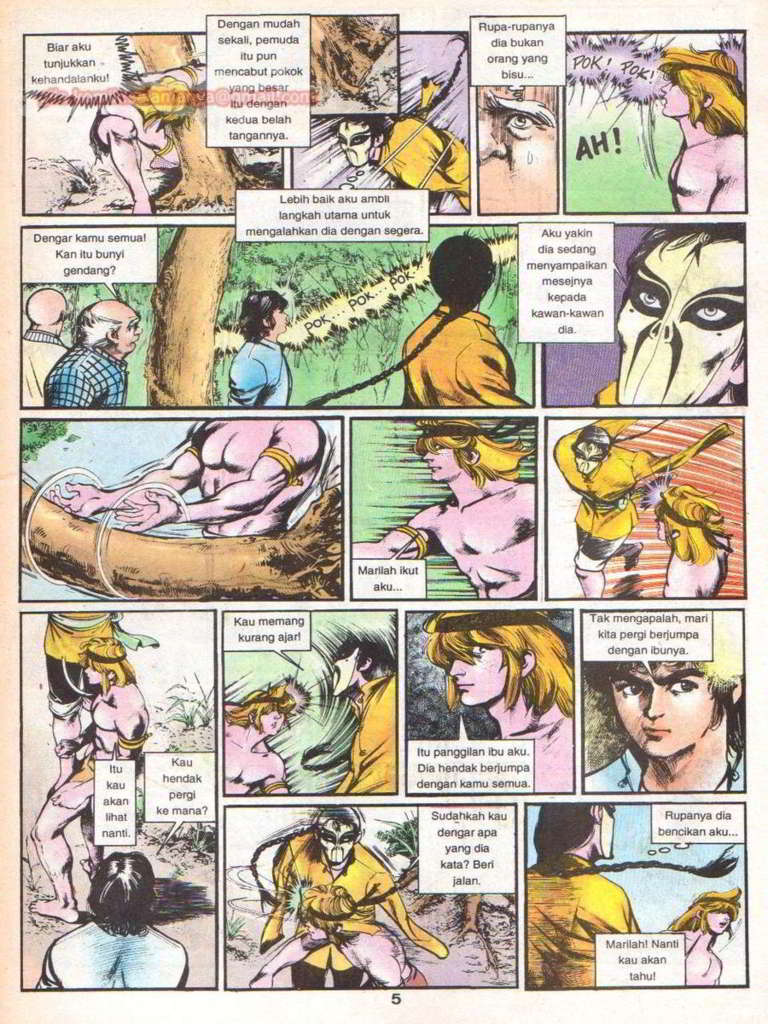 Biar aku
tunjukkan
kehandalanku!
Dengan mudah
sekali, pemuda
itu pun
mencabut pokok
yang besar
itu dengan
kedua belah
tangannya.
Lebih baik aku ambil
langkah utama untuk
mengalahkan dia dengan segera.
Rupa-rupanya
dia bukan
orang yang
bisu...
POK! POK!
AH!
Dengar kamu semua!
Kan itu bunyi
gendang?
POK... POK... POK...
Aku yakin
dia sedang
menyampaikan
mesejnya
kepada
kawan-kawan
dia.
Marilah ikut
aku...
Kau
hendak
pergi
ke mana?
Itu
kau
akan
lihat
nanti.
Kau memang
kurang ajar!
Itu panggilan ibu aku.
Dia hendak berjumpa
dengan kamu semua.
Tak mengapalah, mari
kita pergi berjumpa
dengan ibunya.
Sudahkah kau
dengar apa
yang dia
kata? Beri
jalan.
Rupanya dia
bencikan aku...
Marilah! Nanti
kau akan
tahu!
5